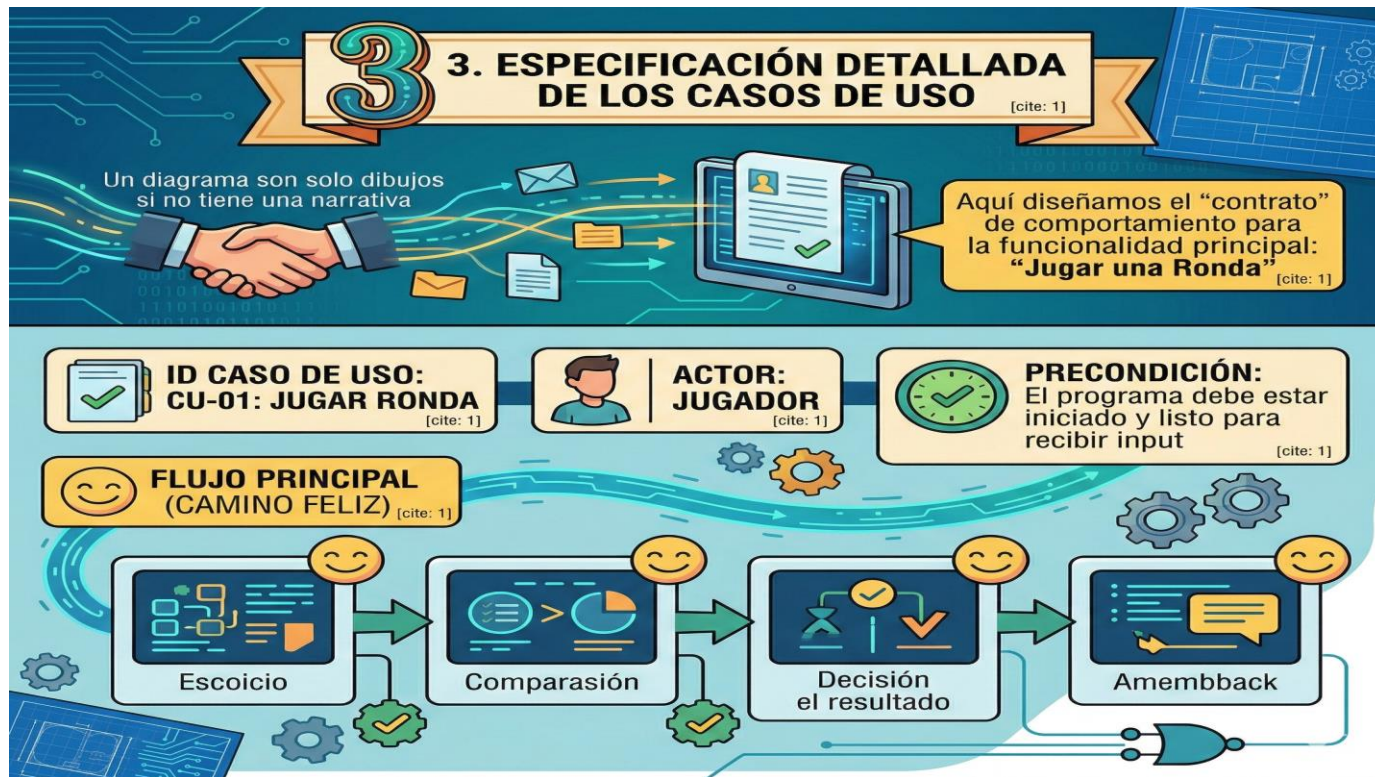 3
3. ESPECIFICACIÓN DETALLADA
DE LOS CASOS DE USO
[cite: 1]
Un diagrama son solo dibujos
si no tiene una narrativa
Aquí diseñamos el “contrato”
de comportamiento para
la funcionalidad principal:
“Jugar una Ronda”
[cite: 1]
ID CASO DE USO:
CU-01: JUGAR RONDA
[cite: 1]
ACTOR:
JUGADOR
[cite: 1]
PRECONDICIÓN:
El programa debe estar
iniciado y listo para
recibir input
[cite: 1]
FLUJO PRINCIPAL
(CAMINO FELIZ) [cite: 1]
Escoicio
Comparasión
Decisión
el resultado
Amembback